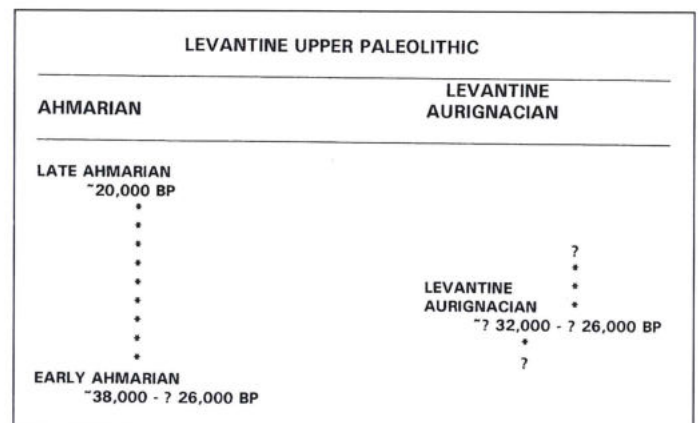 LEVANTINE UPPER PALEOLITHIC
AHMARIAN
LEVANTINE
AURIGNACIAN
LATE AHMARIAN
~20,000 BP
*
*
*
*
*
*
*
*
*
EARLY AHMARIAN
~38,000 - ? 26,000 BP
?
*
*
*
LEVANTINE
AURIGNACIAN
~? 32,000 - ? 26,000 BP
*
?